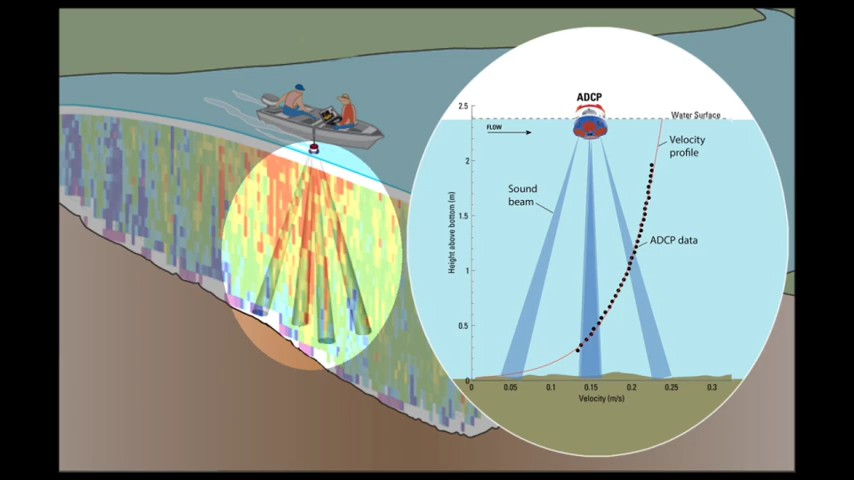 ADCP
2.5
Water Surface
FLOW
Velocity
profile
2
Sound
beam
1.5
ADCP data
Height above bottom (m)
1
0.5
0
0 0.05 0.1 0.15 0.2 0.25 0.3
Velocity (m/s)